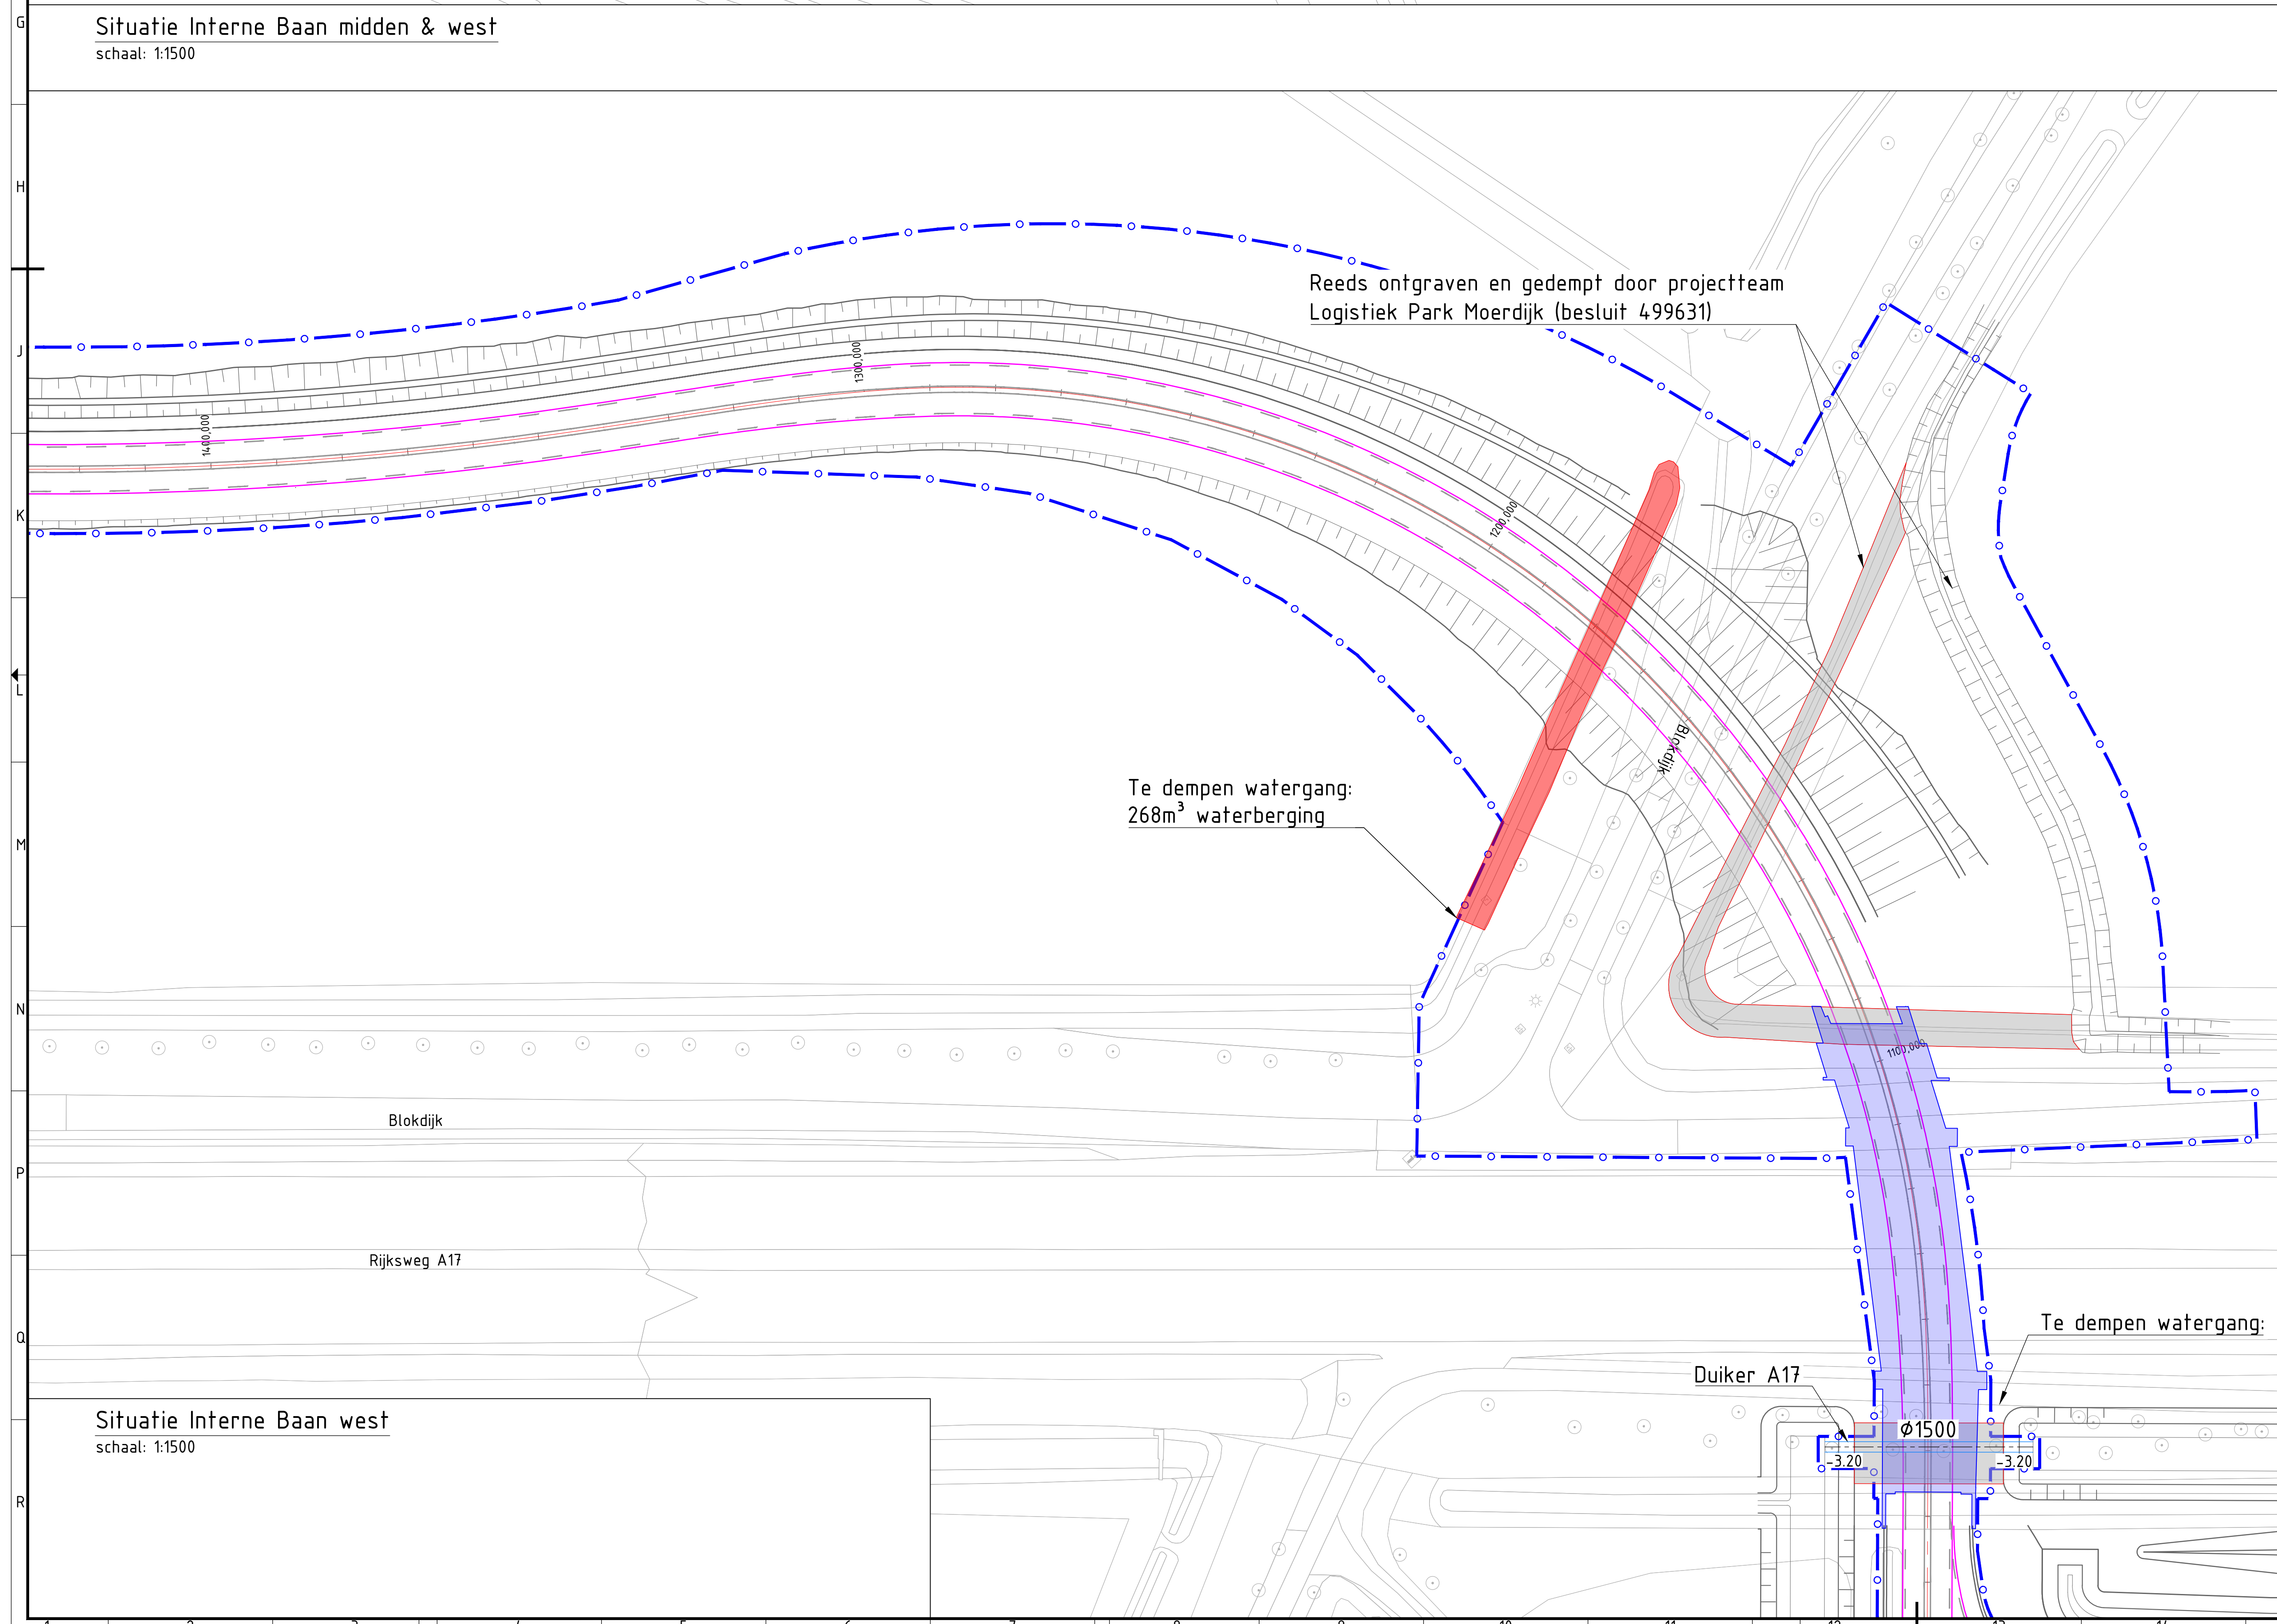 G
Situatie Interne Baan midden & west
schaal: 1:1500
H
Reeds ontgraven en gedempt door projectteam
Logistiek Park Moerdijk (besluit 499631)
J
1300,000
1400,000
K
1200,000
L
Blokdijk
Te dempen watergang:
268m³ waterberging
M
N
1100,000
Blokdijk
P
Rijksweg A17
Q
Te dempen watergang:
Duiker A17
Situatie Interne Baan west
schaal: 1:1500
Ø1500
-3.20
-3.20
R